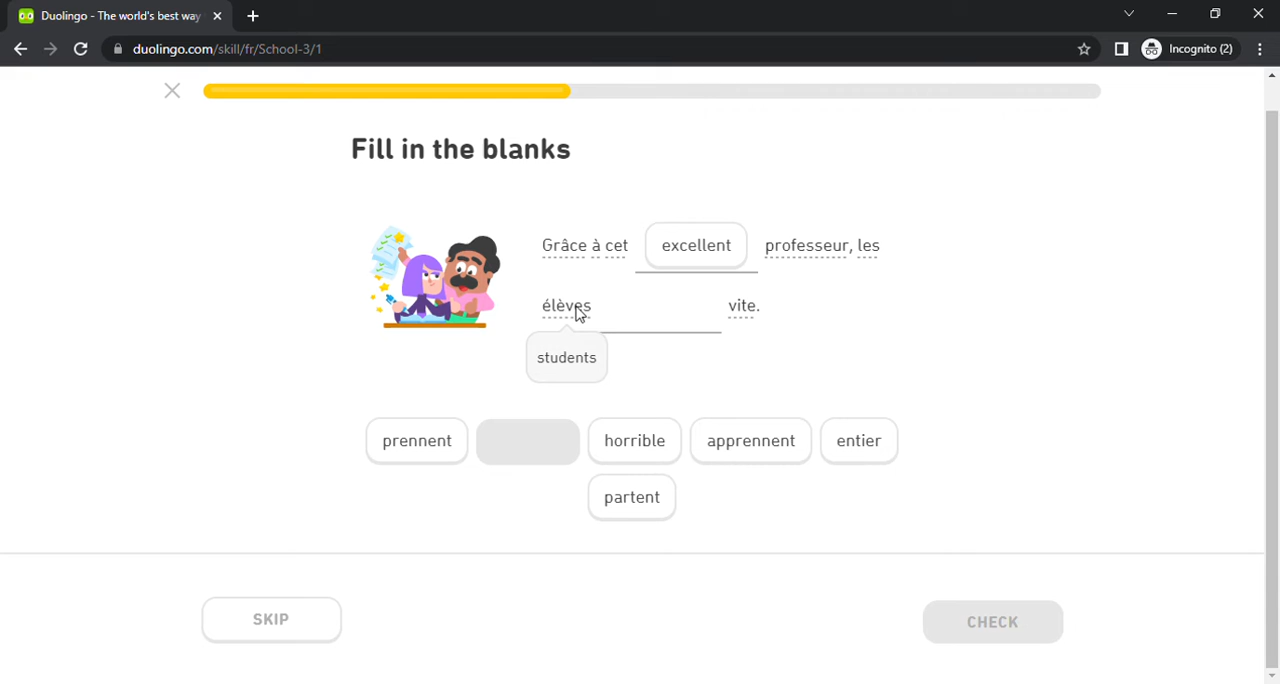 Duolingo - The world's best way
duolingo.com/skill/fr/School-3/1
Incognito (2)
Fill in the blanks
Grâce à cet excellent professeur, les
élèves vite.
students
prennent horrible apprennent entier
partent
SKIP CHECK